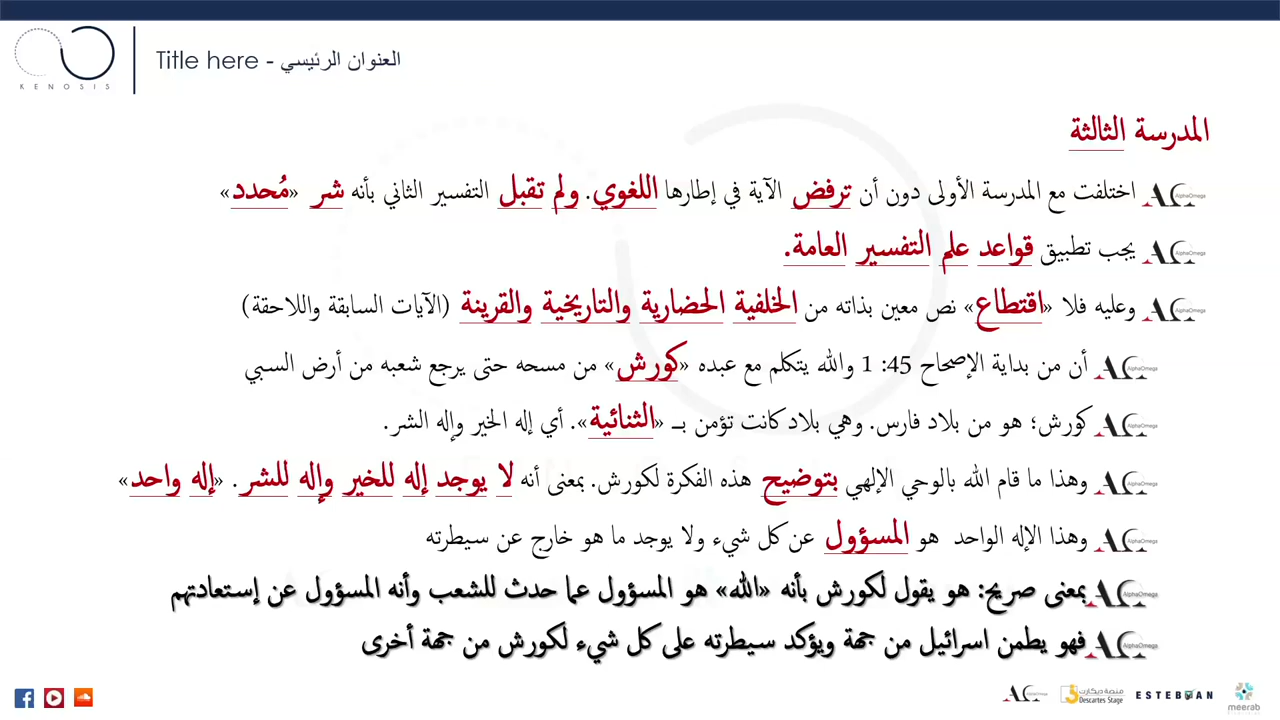 KENOSIS
Title here - العنوان الرئيسي
المدرسة الثالثة
اختلفت مع المدرسة الأولى دون أن ترفض الآية في إطارها اللغوي. ولم تقبل التفسير الثاني بأنه شر «مُحدد»
يجب تطبيق قواعد علم التفسير العامة.
وعليه فلا «اقتطاع» نص معين بذاته من الخلفية الحضارية والتاريخية والقرينة (الآيات السابقة واللاحقة)
أن من بداية الإصحاح 45: 1 والله يتكلم مع عبده «كورش» من مسحه حتى يرجع شعبه من أرض السبي
كورش؛ هو من بلاد فارس. وهي بلاد كانت تؤمن بـ «الثنائية». أي إله الخير وإله الشر.
وهذا ما قام الله بالوحي الإلهي بتوضيح هذه الفكرة لكورش. بمعنى أنه لا يوجد إله للخير وإله للشر. «إله واحد»
وهذا الإله الواحد هو المسؤول عن كل شيء ولا يوجد ما هو خارج عن سيطرته
بمعنى صريح: هو يقول لكورش بأنه «الله» هو المسؤول عما حدث للشعب وأنه المسؤول عن إستعادتهم
فهو يطمن اسرائيل من جهة ويؤكد سيطرته على كل شيء لكورش من جهة أخرى
AlphaOmega
منصة ديكارت
Descartes Stage
ESTEBUAN
meerab